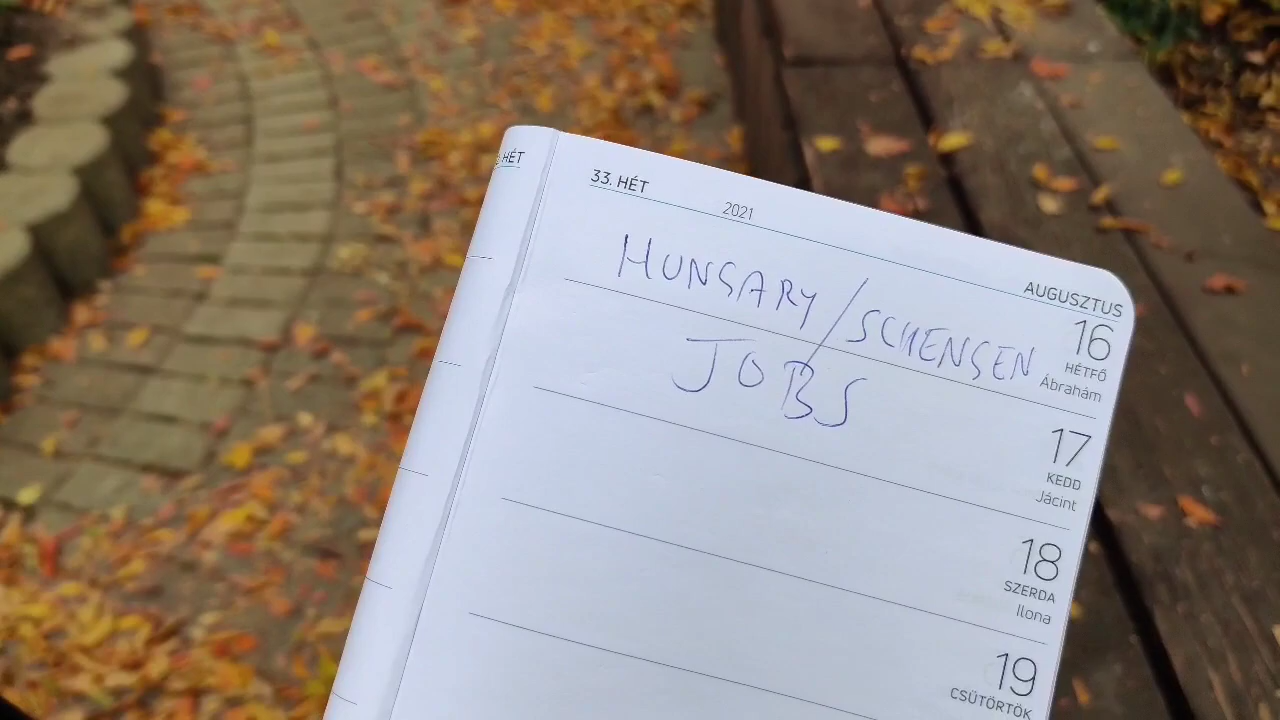 HÉT
33. HÉT
2021
AUGUSZTUS
HUNGARY/SCHENGEN
JOBS
16
HÉTFŐ
Ábrahám
17
KEDD
Jácint
18
SZERDA
Ilona
19
CSÜTÖRTÖK